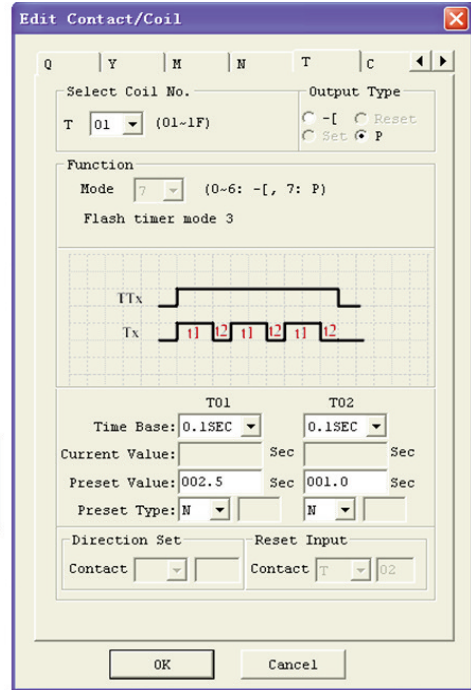 Edit Contact/Coil
Q Y M N T C
Select Coil No.
Output Type
T 01 (01~1F)
-[ Reset
Set P
Function
Mode 7 (0~6: -[, 7: P)
Flash timer mode 3
TTx
Tx t1 t2 t1 t2 t1 t2
T01 T02
Time Base: 0.1SEC 0.1SEC
Current Value: Sec Sec
Preset Value: 002.5 Sec 001.0 Sec
Preset Type: N N
Direction Set
Reset Input
Contact
Contact T 02
OK Cancel